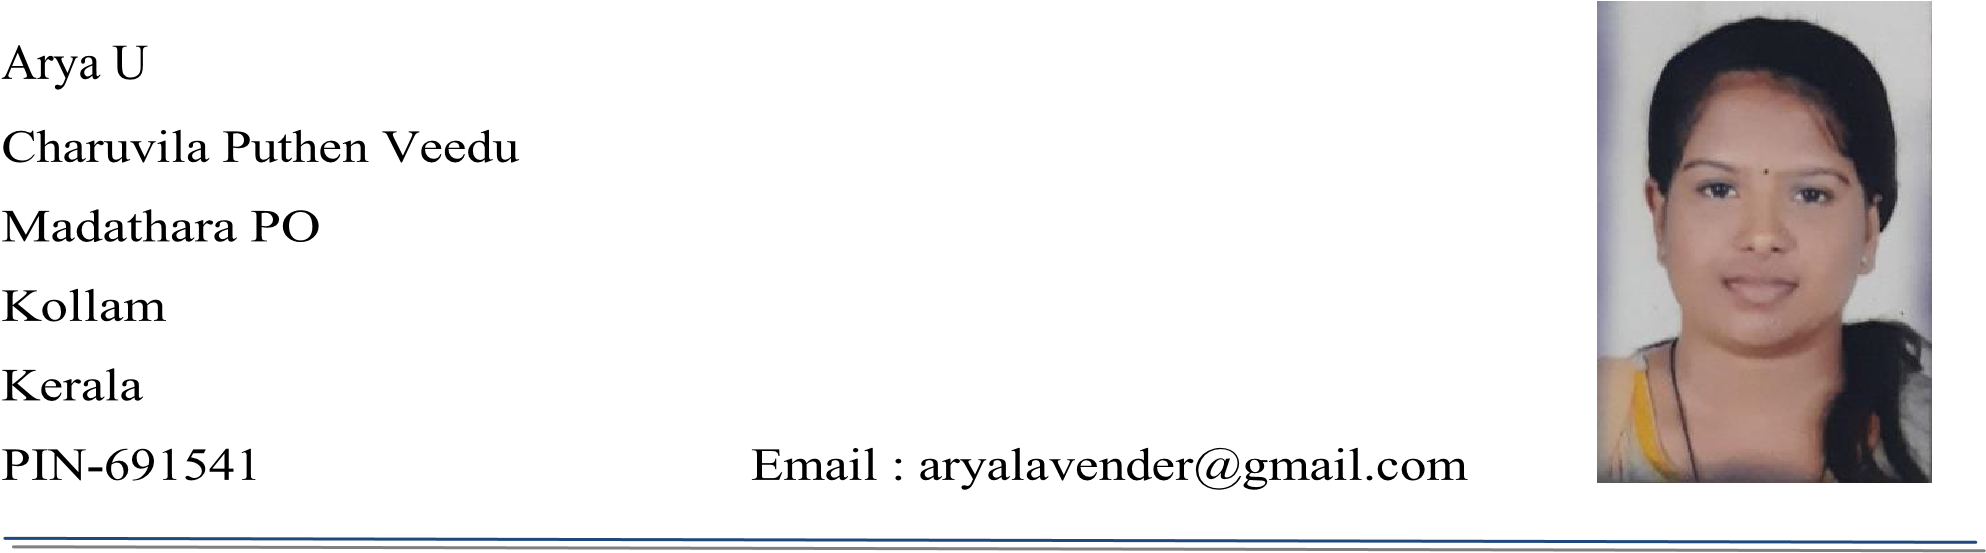 Arya U
Charuvila Puthen Veedu
Madathara PO
Kollam
Kerala
PIN-691541 Email : aryalavender@gmail.com